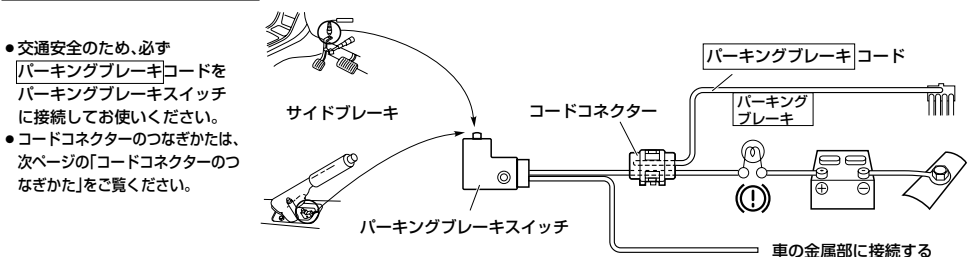 ●交通安全のため、必ず
パーキングブレーキコードを
パーキングブレーキスイッチ
に接続してお使いください。
●コードコネクターのつなぎかたは、
次ページの「コードコネクターのつ
なぎかた」をご覧ください。
サイドブレーキ
コードコネクター
パーキングブレーキ コード
パーキング
ブレーキ
パーキングブレーキスイッチ
車の金属部に接続する